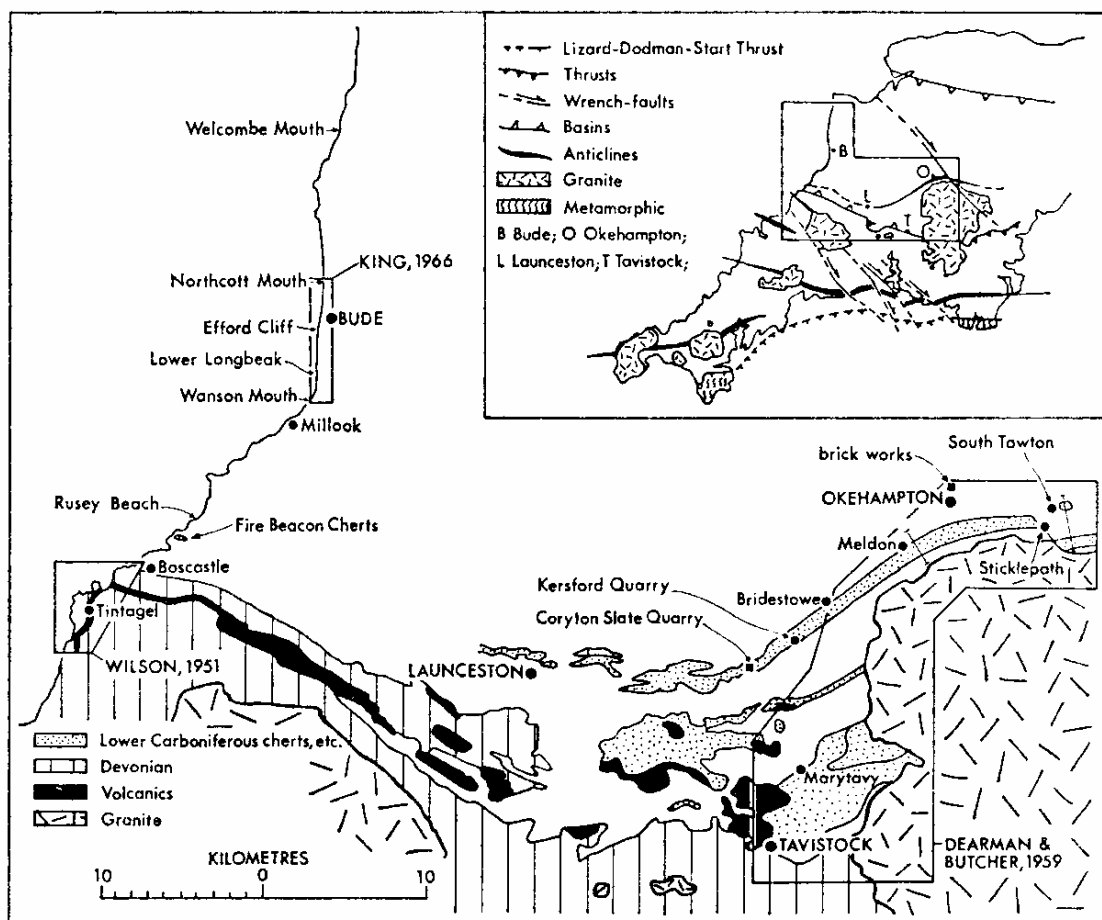 Welcombe Mouth
KING, 1966
Northcott Mouth
BUDE
Efford Cliff
Lower Longbeak
Wanson Mouth
Millook
Rusey Beach
Fire Beacon Cherts
Boscastle
Tintagel
WILSON, 1951
LAUNCESTON
Lizard-Dodman-Start Thrust
Thrusts
Wrench-faults
Basins
Anticlines
Granite
Metamorphic
B Bude; O Okehampton;
L Launceston; T Tavistock;
B
O
L
T
South Tawton
brick works
OKEHAMPTON
Meldon
Sticklepath
Kersford Quarry
Bridestowe
Coryton Slate Quarry
Marytavy
TAVISTOCK
DEARMAN &
BUTCHER, 1959
Lower Carboniferous cherts, etc.
Devonian
Volcanics
Granite
KILOMETRES
10 0 10